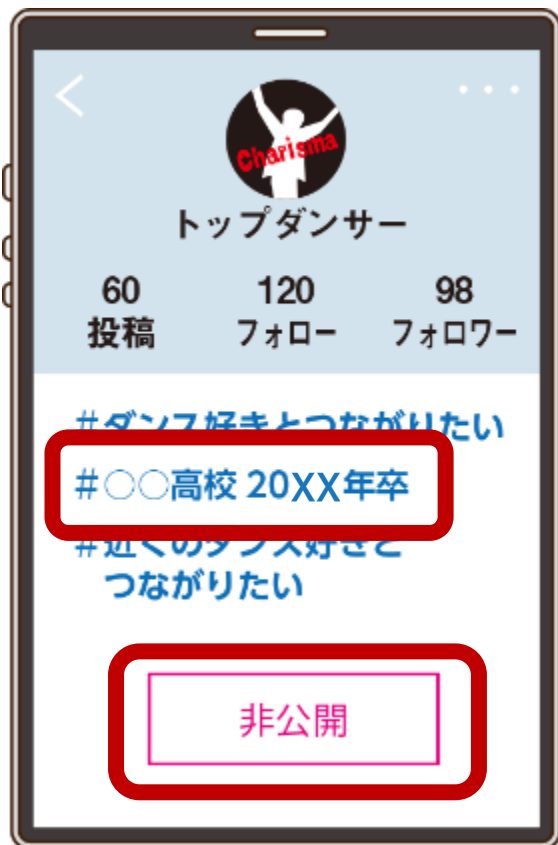 Charisma
トップダンサー
60 120 98
投稿 フォロー フォロワー
#ダンス好きとつながりたい
#○○高校 20XX年卒
#近くのダンス好きと
つながりたい
非公開